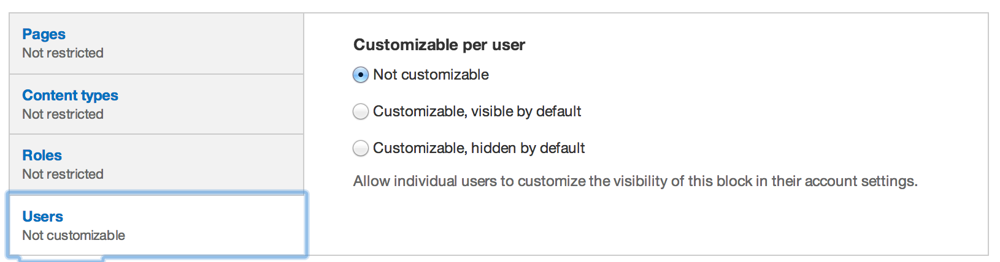 Pages
Not restricted
Content types
Not restricted
Roles
Not restricted
Users
Not customizable
Customizable per user
Not customizable
Customizable, visible by default
Customizable, hidden by default
Allow individual users to customize the visibility of this block in their account settings.